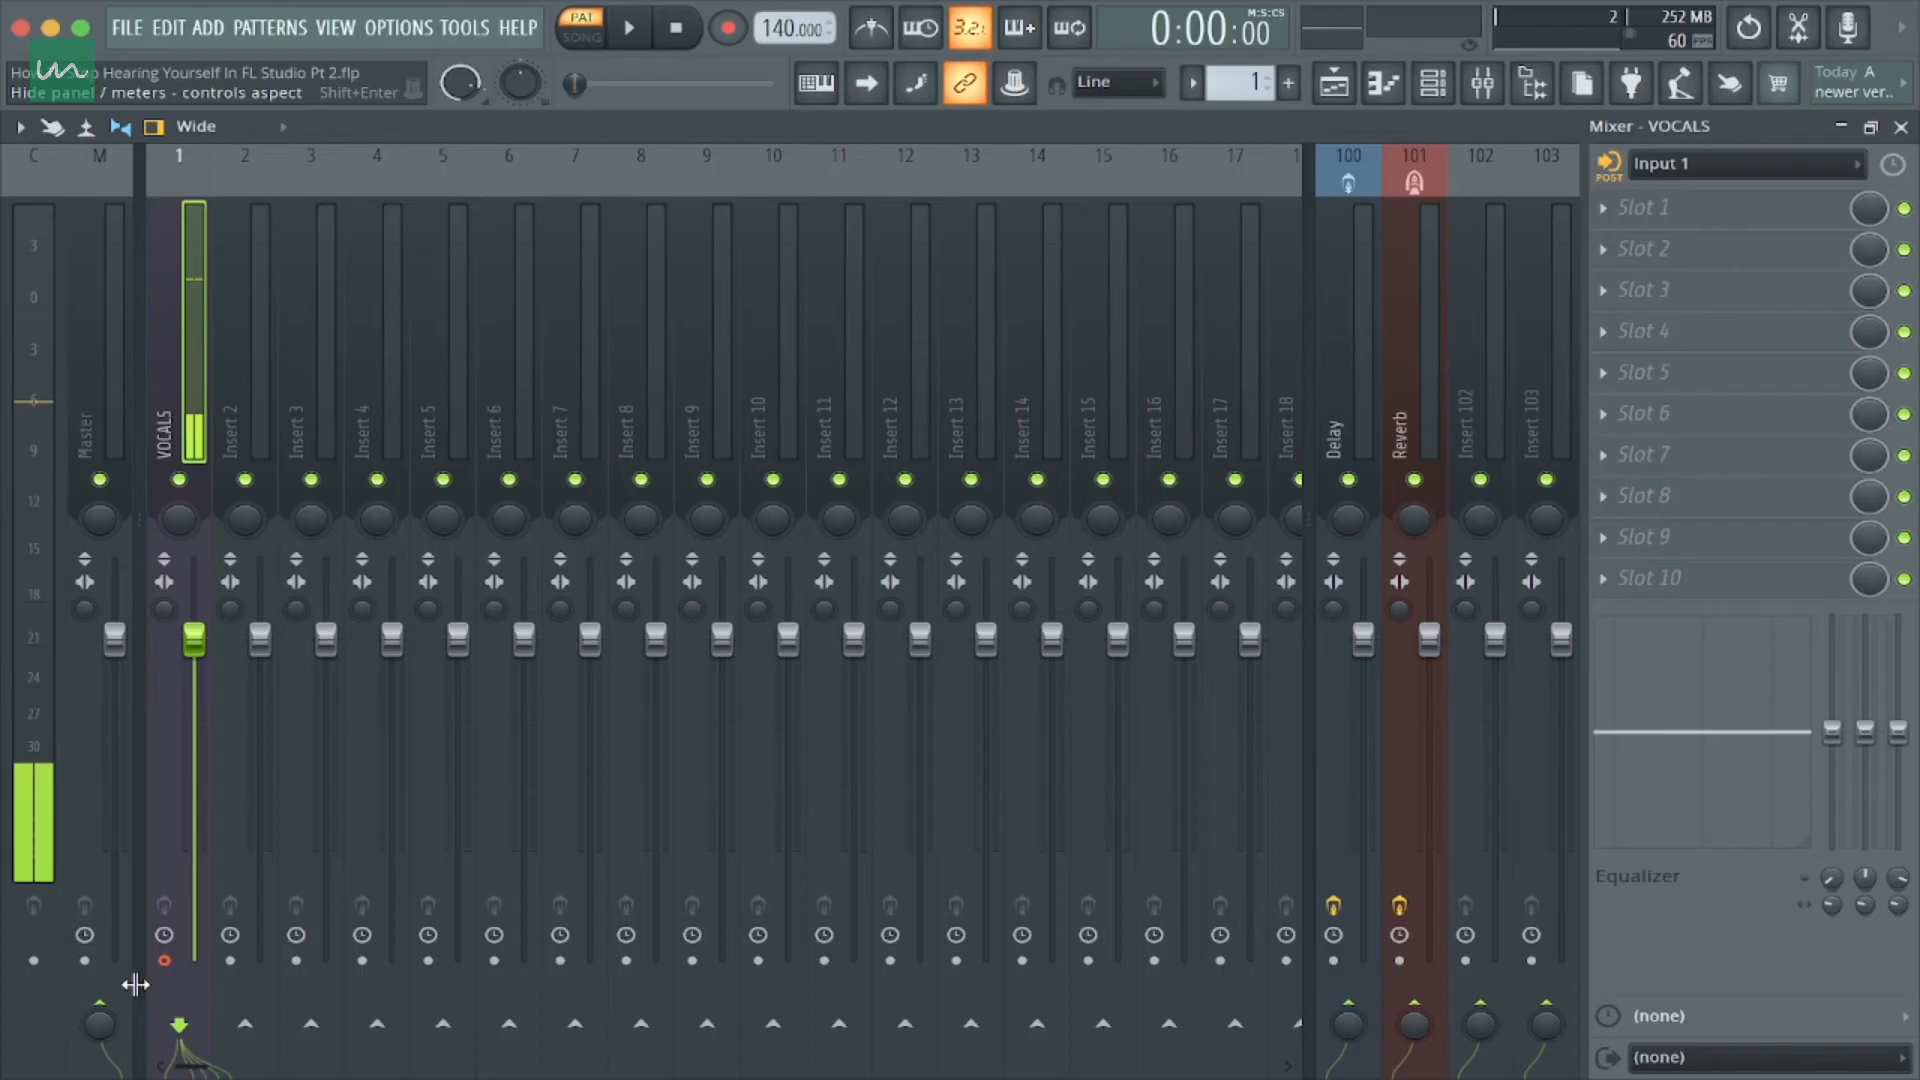 FILE EDIT ADD PATTERNS VIEW OPTIONS TOOLS HELP
PAT
SONG
3.2.
140.000
0:00:00
M:S:CS
2
252 MB
60 FPS
Hearing Yourself In FL Studio Pt 2.flp
Hide panel / meters - controls aspect Shift+Enter
Line
1
Today A
newer ver..
Wide
Mixer - VOCALS
C M 1 2 3 4 5 6 7 8 9 10 11 12 13 14 15 16 17 1 100 101 102 103
POST
Input 1
Slot 1
Slot 2
Slot 3
Slot 4
Slot 5
Slot 6
Slot 7
Slot 8
Slot 9
Slot 10
3
0
3
6
9
12
15
18
21
24
27
30
Master
VOCALS
Insert 2
Insert 3
Insert 4
Insert 5
Insert 6
Insert 7
Insert 8
Insert 9
Insert 10
Insert 11
Insert 12
Insert 13
Insert 14
Insert 15
Insert 16
Insert 17
Insert 18
Delay
Reverb
Insert 102
Insert 103
Equalizer
(none)
(none)